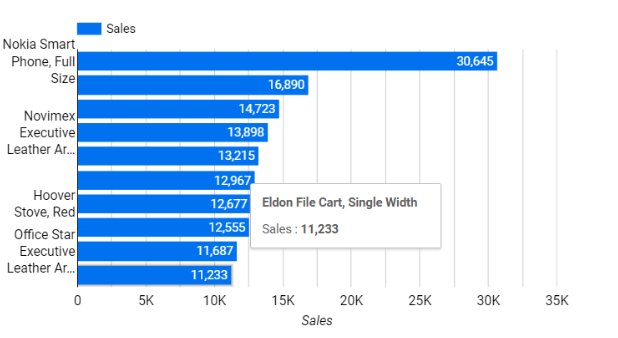 Sales
Nokia Smart
Phone, Full
Size
Novimex
Executive
Leather Ar...
Hoover
Stove, Red
Office Star
Executive
Leather Ar...
30,645
16,890
14,723
13,898
13,215
12,967
12,677
12,555
11,687
11,233
Eldon File Cart, Single Width
Sales : 11,233
0 5K 10K 15K 20K 25K 30K 35K
Sales